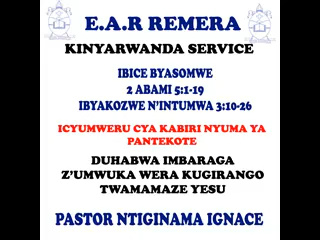 E.A.R REMERA
KINYARWANDA SERVICE
IBICE BYASOMWE
2 ABAMI 5:1-19
IBYAKOZWE N'INTUMWA 3:10-26
ICYUMWERU CYA KABIRI NYUMA YA
PANTEKOTE
DUHABWA IMBARAGA
Z'UMWUKA WERA KUGIRANGO
TWAMAMAZE YESU
PASTOR NTIGINAMA IGNACE